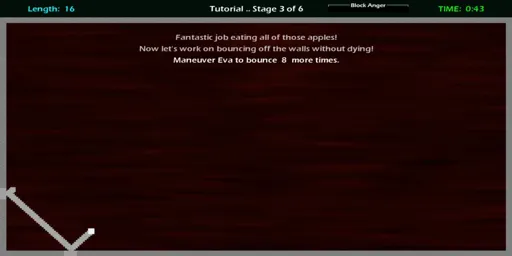 Length: 16
Tutorial .. Stage 3 of 6
Block Anger
TIME: 0:43
Fantastic job eating all of those apples!
Now let's work on bouncing off the walls without dying!
Maneuver Eva to bounce 8 more times.